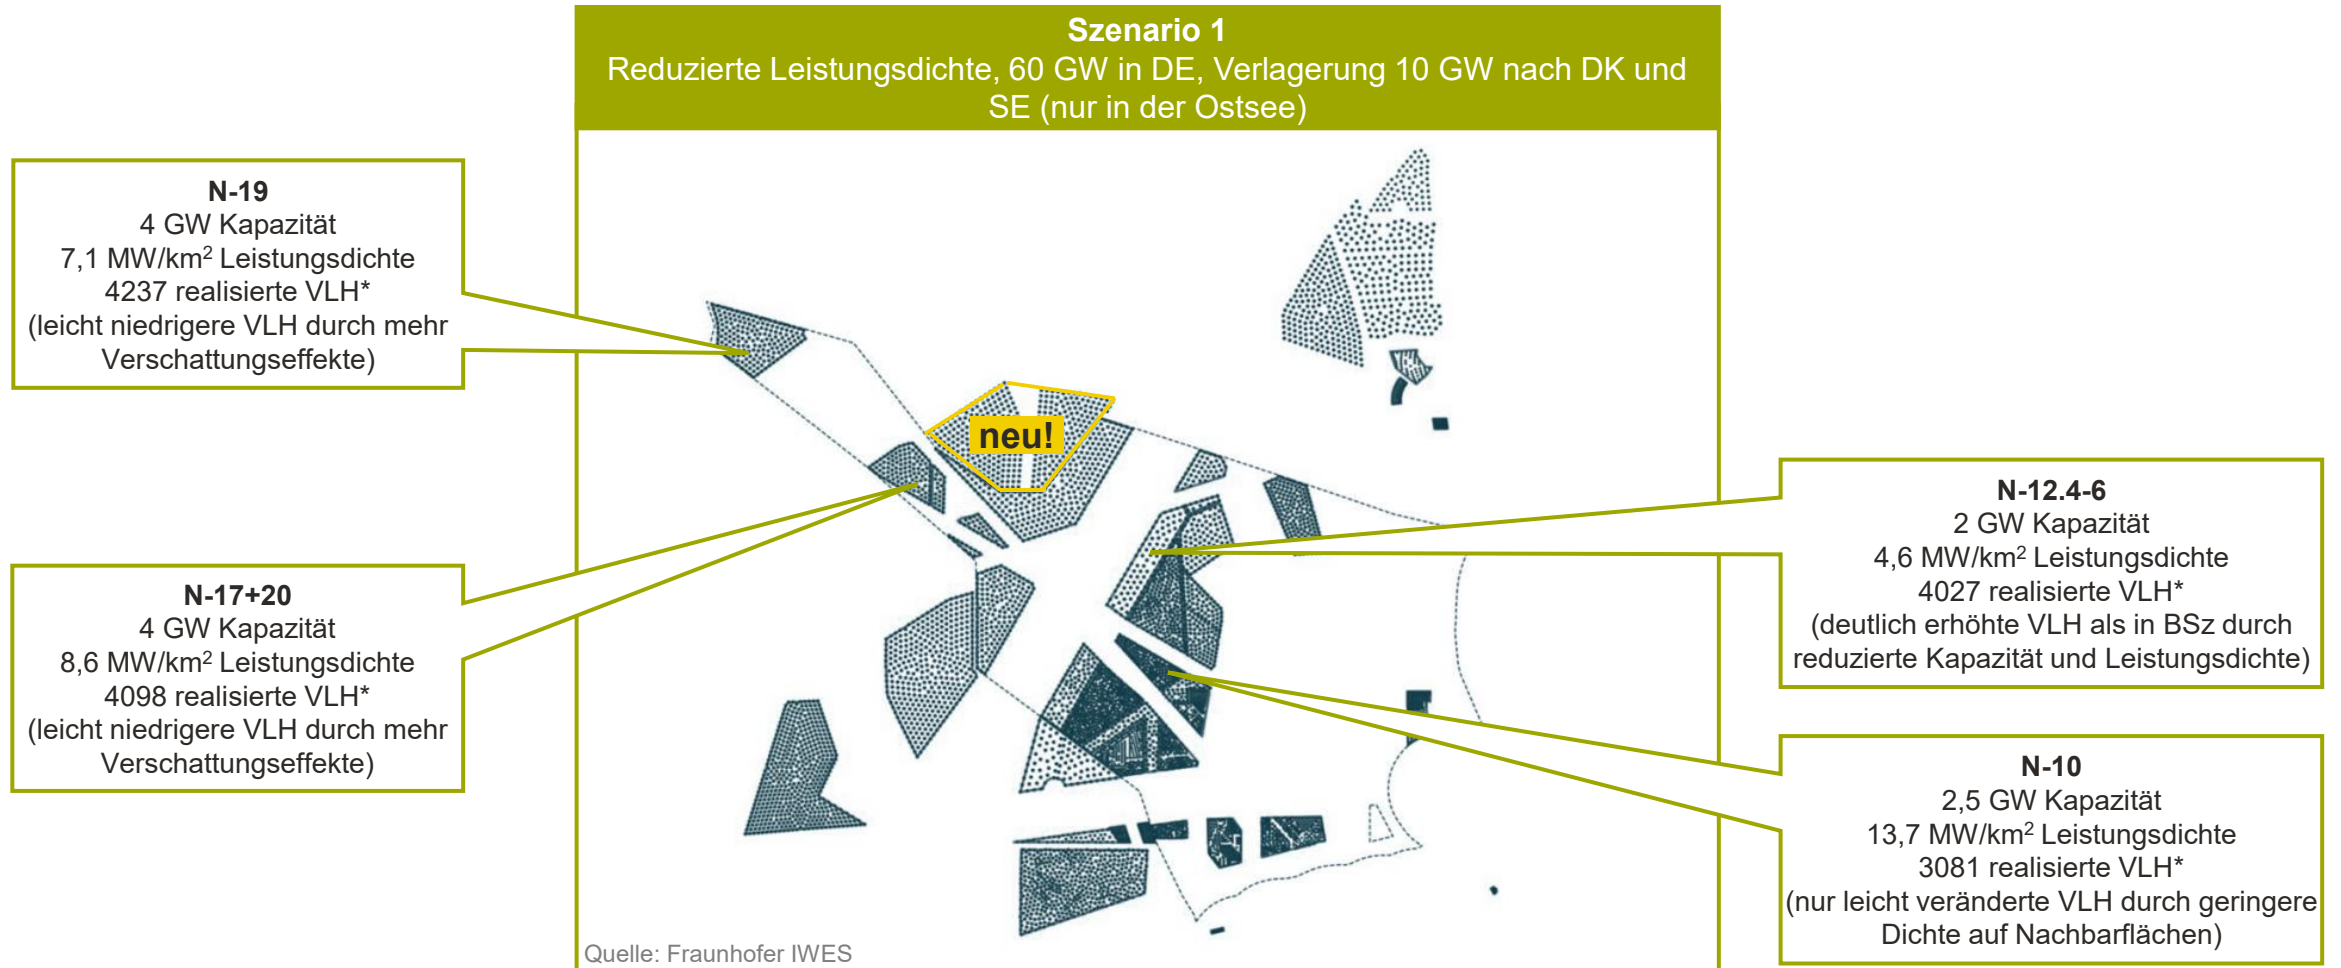 Szenario 1
Reduzierte Leistungsdichte, 60 GW in DE, Verlagerung 10 GW nach DK und
SE (nur in der Ostsee)
N-19
4 GW Kapazität
7,1 MW/km² Leistungsdichte
4237 realisierte VLH*
(leicht niedrigere VLH durch mehr
Verschattungseffekte)
neu!
N-17+20
4 GW Kapazität
8,6 MW/km² Leistungsdichte
4098 realisierte VLH*
(leicht niedrigere VLH durch mehr
Verschattungseffekte)
N-12.4-6
2 GW Kapazität
4,6 MW/km² Leistungsdichte
4027 realisierte VLH*
(deutlich erhöhte VLH als in BSz durch
reduzierte Kapazität und Leistungsdichte)
N-10
2,5 GW Kapazität
13,7 MW/km² Leistungsdichte
3081 realisierte VLH*
(nur leicht veränderte VLH durch geringere
Dichte auf Nachbarflächen)
Quelle: Fraunhofer IWES